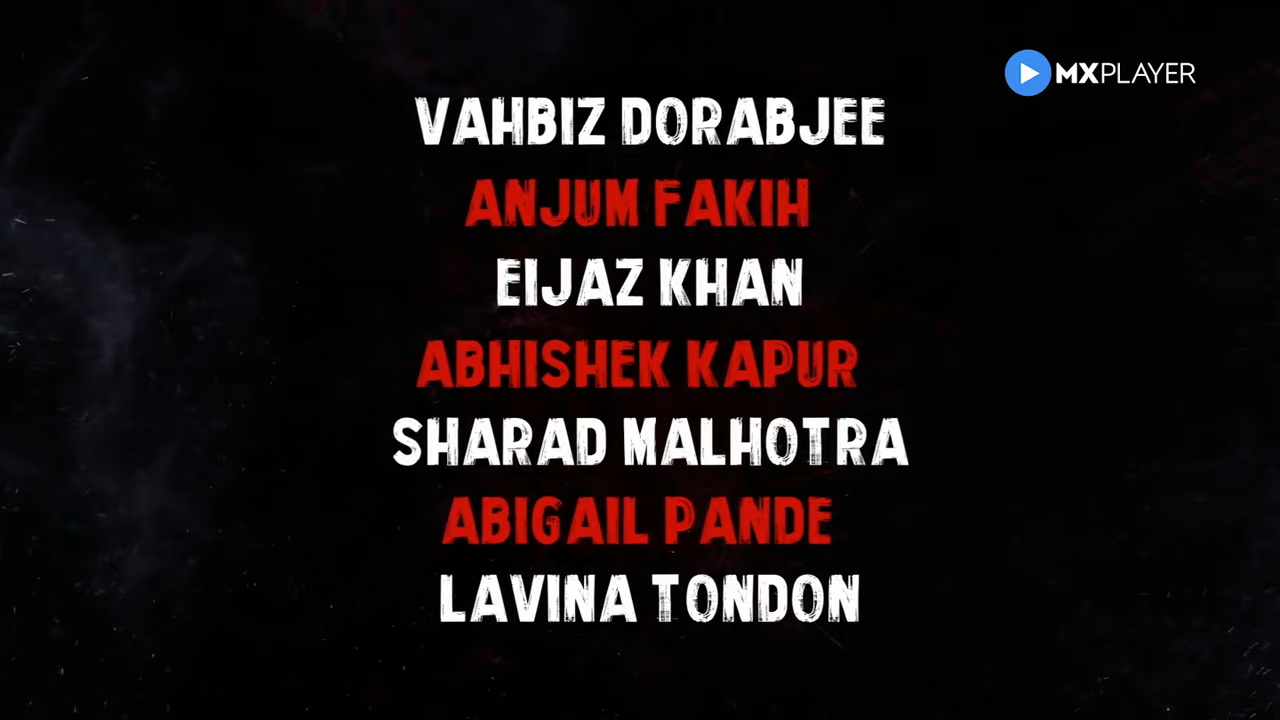 MXPLAYER
VAHBIZ DORABJEE
ANJUM FAKIH
EIJAZ KHAN
ABHISHEK KAPUR
SHARAD MALHOTRA
ABIGAIL PANDE
LAVINA TONDON